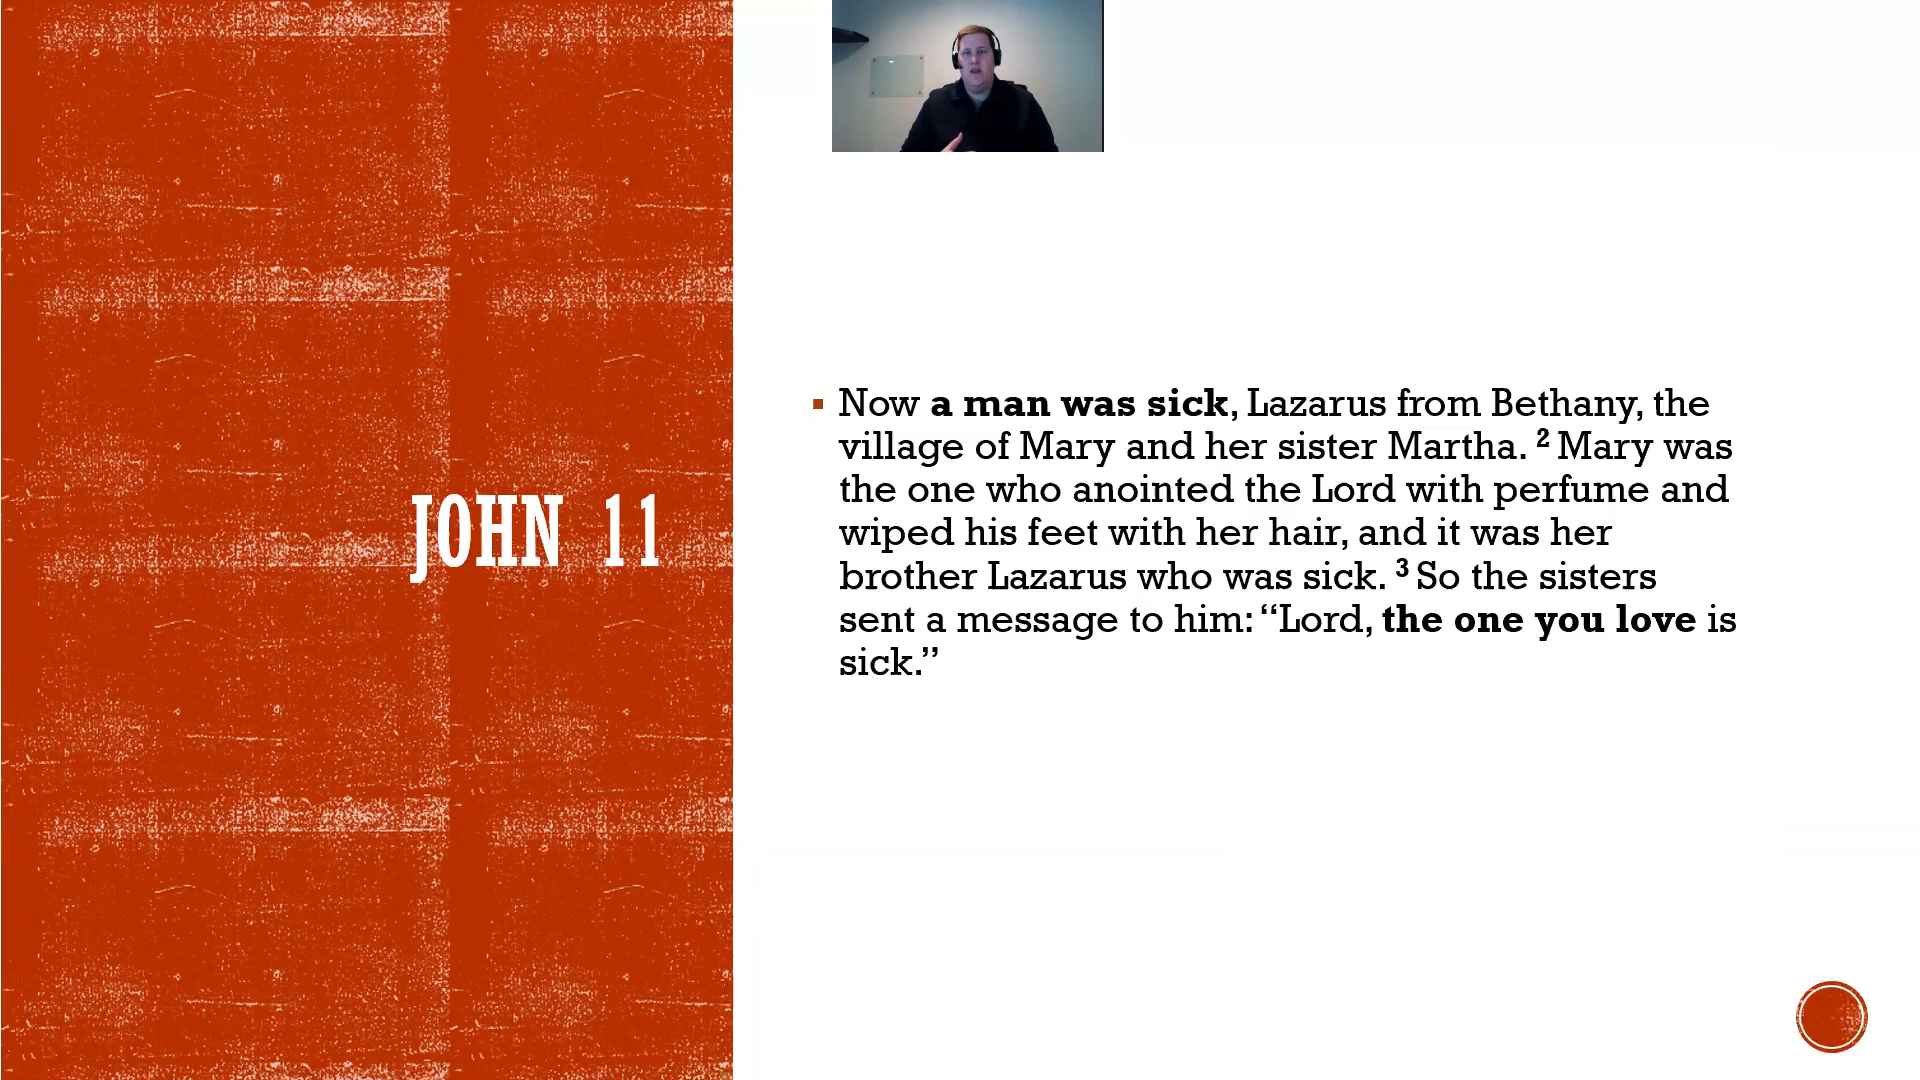 JOHN 11
▪ Now a man was sick, Lazarus from Bethany, the
village of Mary and her sister Martha. ² Mary was
the one who anointed the Lord with perfume and
wiped his feet with her hair, and it was her
brother Lazarus who was sick. ³ So the sisters
sent a message to him: “Lord, the one you love is
sick.”